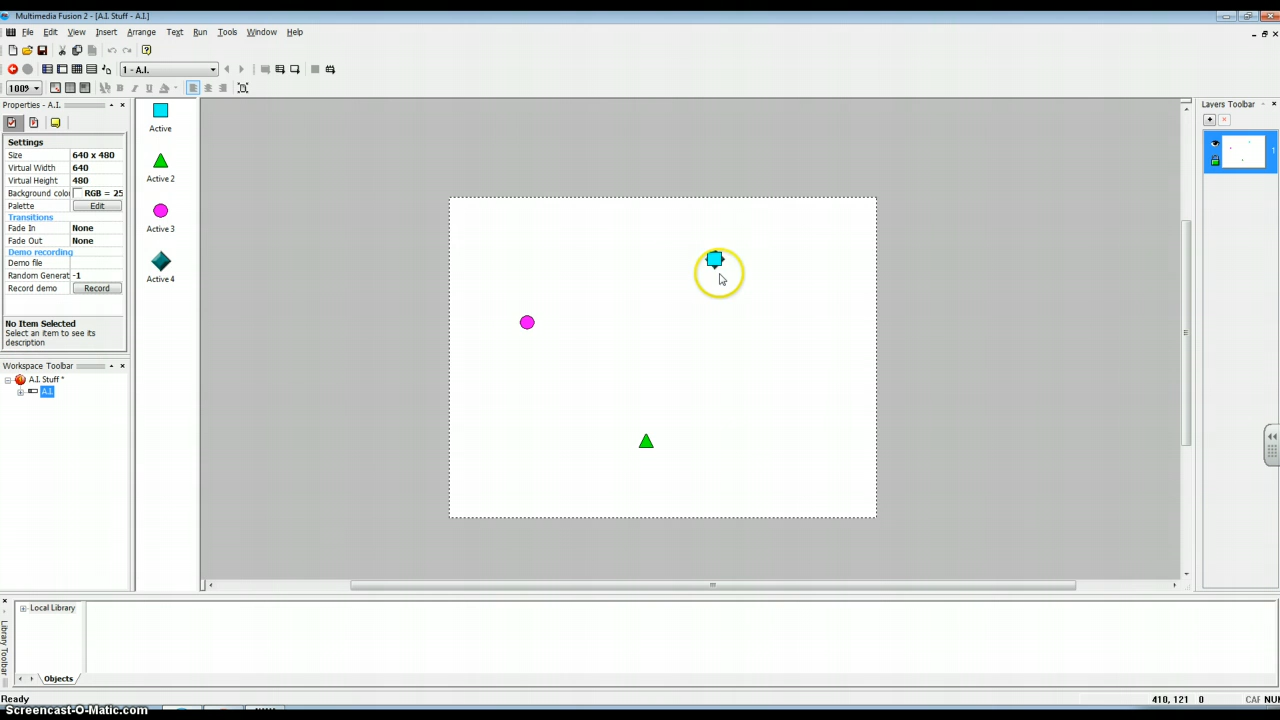 Multimedia Fusion 2 - [A.I. Stuff - A.I.]
File Edit View Insert Arrange Text Run Tools Window Help
1 - A.I.
100%
Properties - A.I.
Settings
Size 640 x 480
Virtual Width 640
Virtual Height 480
Background color RGB = 25
Palette Edit
Transitions
Fade In None
Fade Out None
Demo recording
Demo file
Random Generat -1
Record demo Record
No Item Selected
Select an item to see its
description
Workspace Toolbar
A.I. Stuff *
A.I.
Active
Active 2
Active 3
Active 4
Layers Toolbar
1
Library Toolbar
Local Library
Objects
Ready
410, 121 0 CAF NUM
Screencast-O-Matic.com